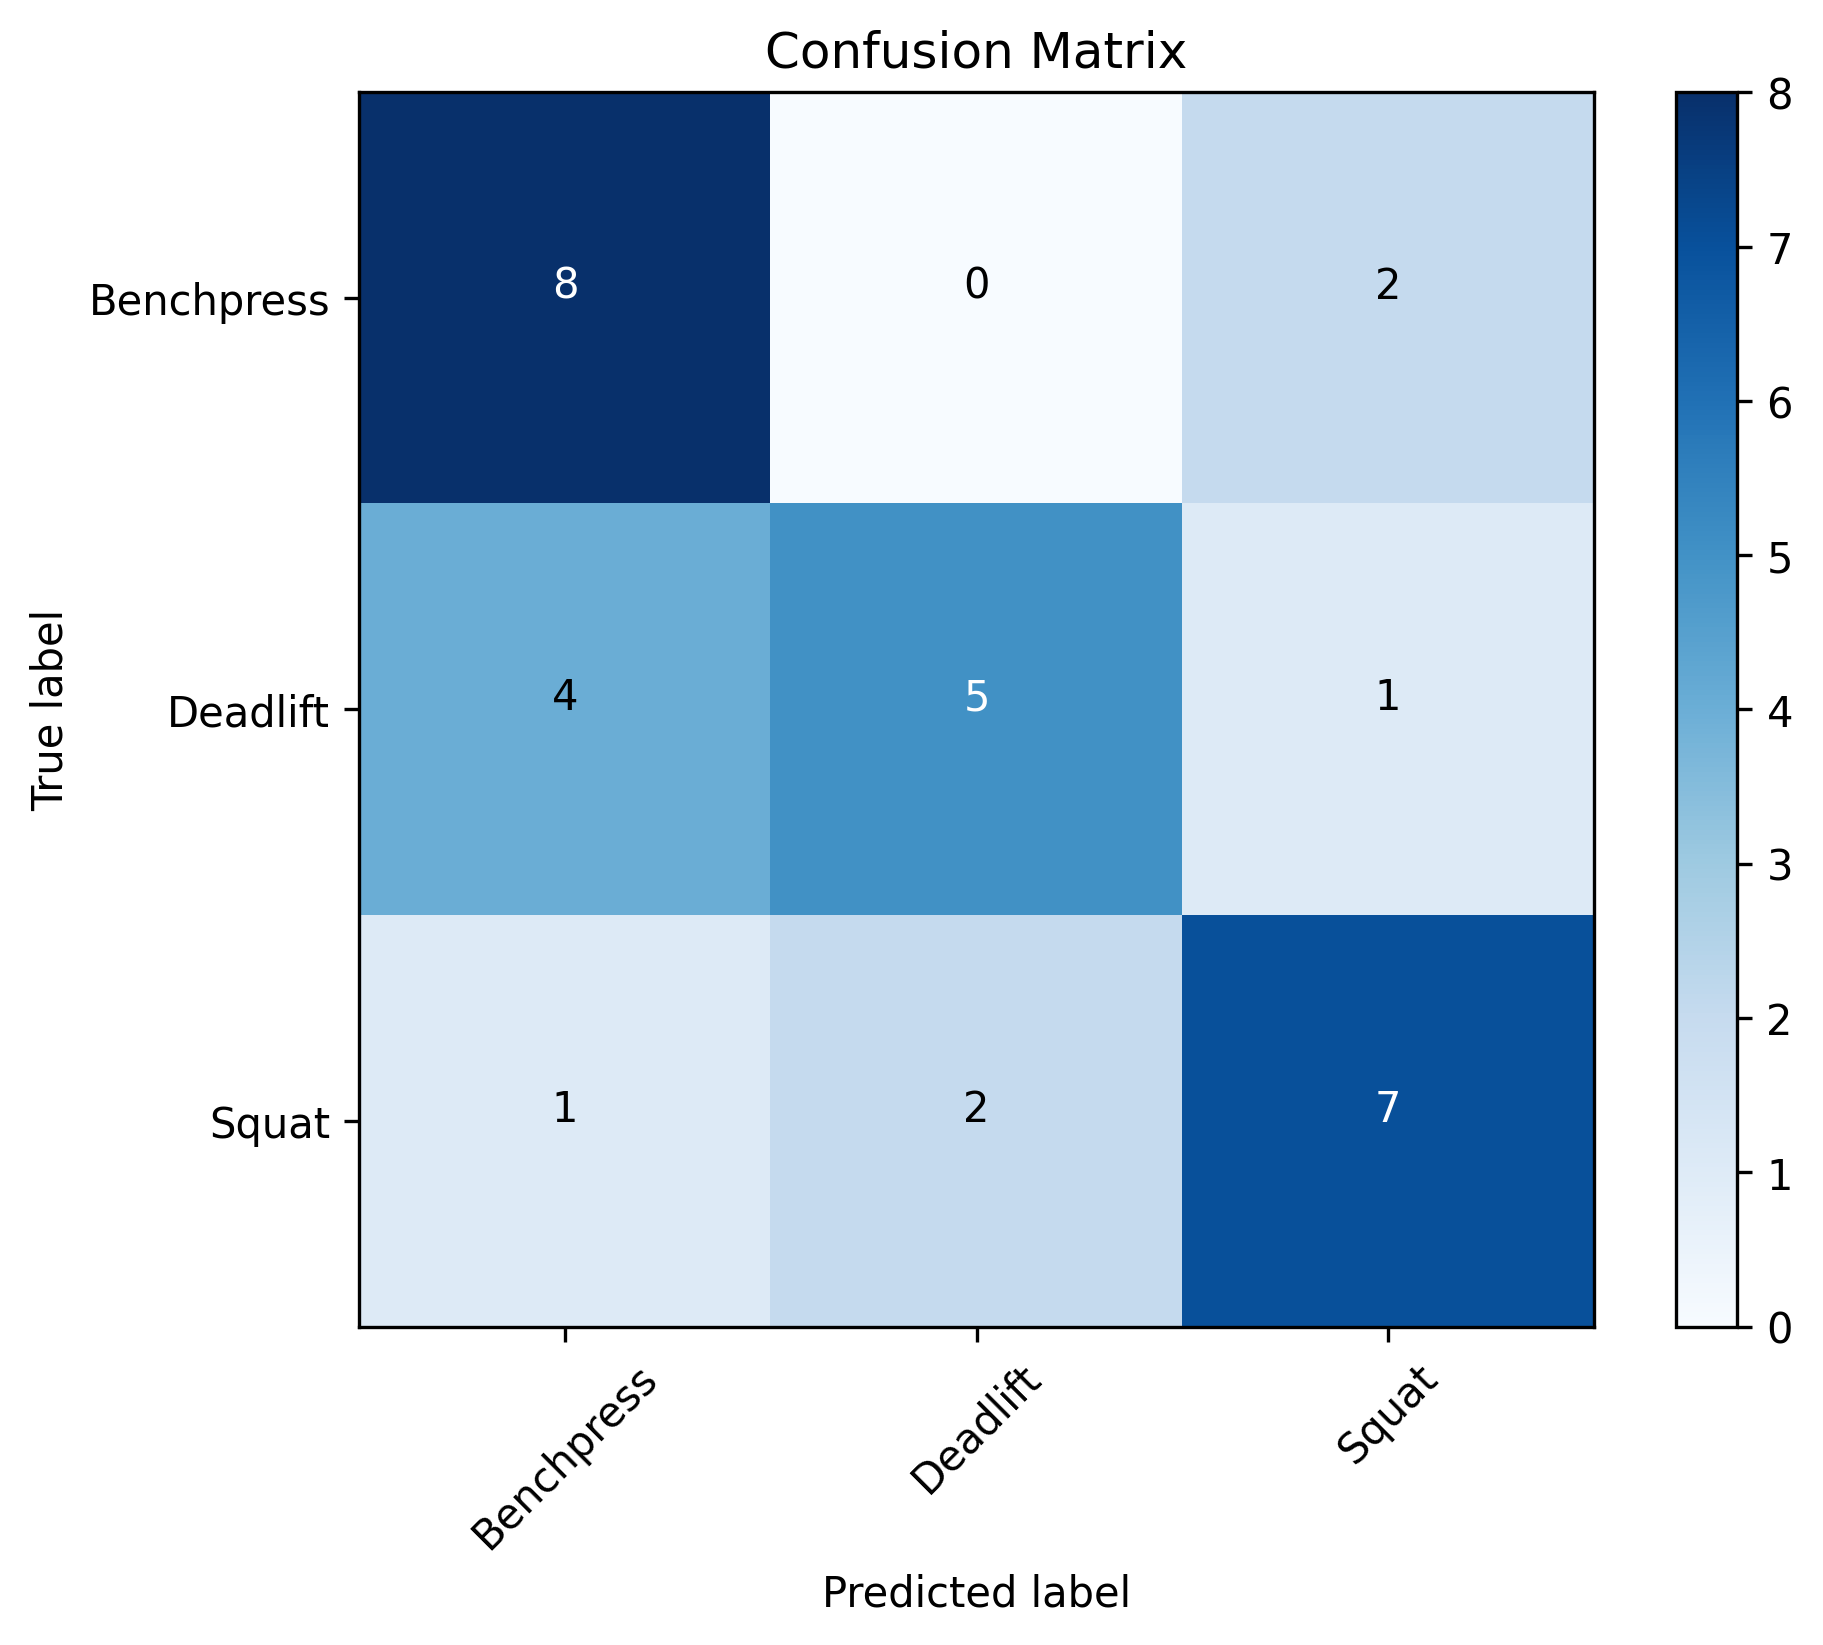 Confusion Matrix
True label
Benchpress
Deadlift
Squat
8 0 2
4 5 1
1 2 7
Benchpress
Deadlift
Squat
Predicted label
8
7
6
5
4
3
2
1
0